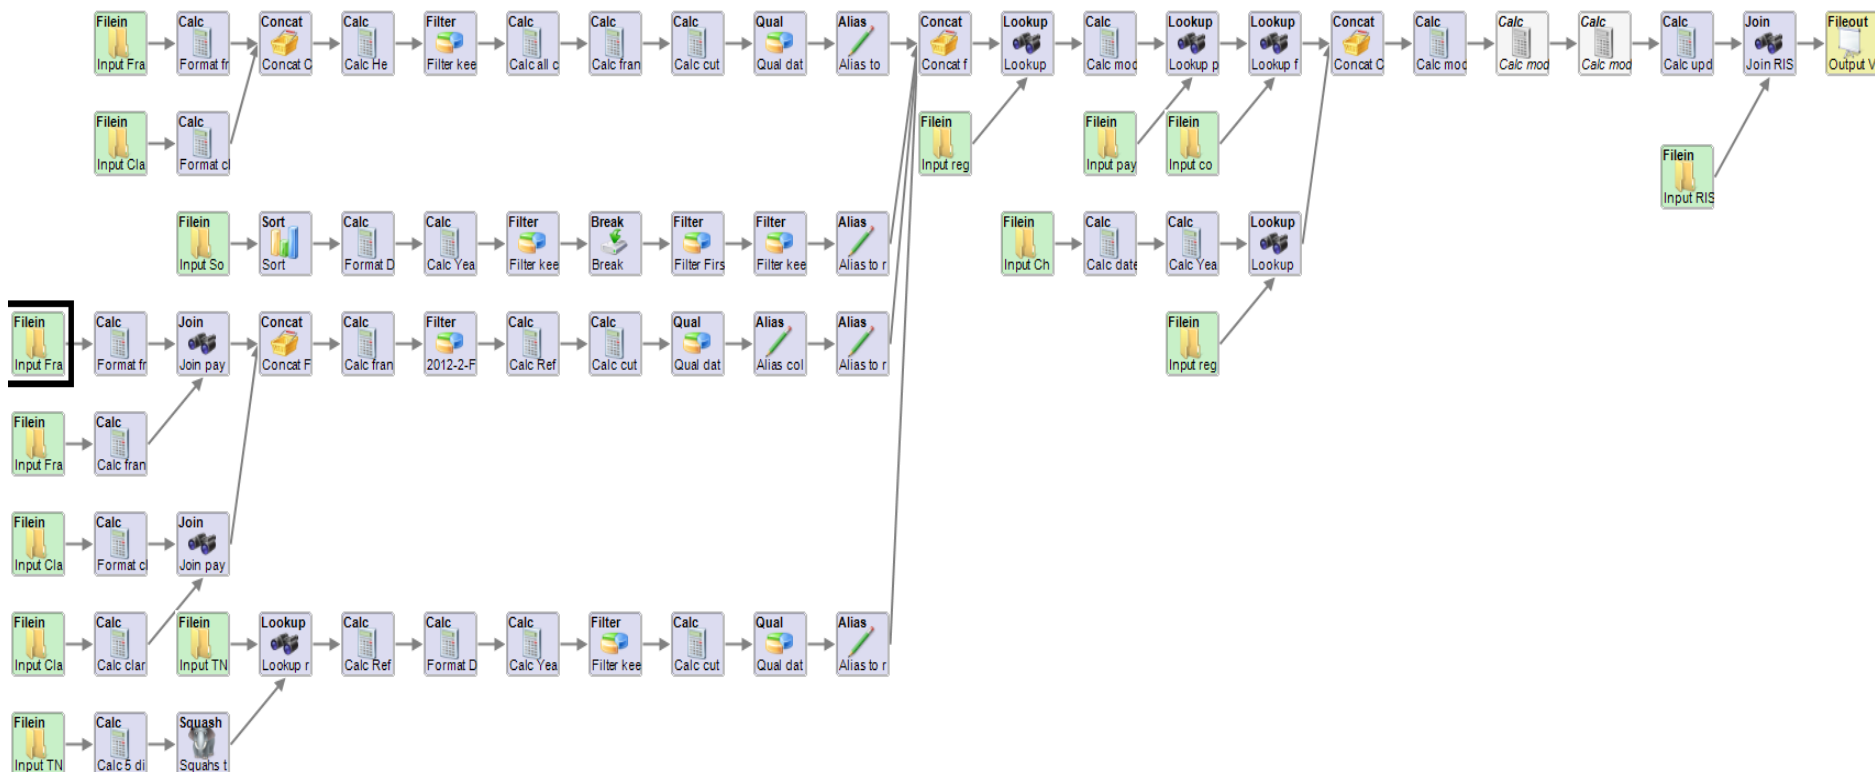 Filein Calc Concat Calc Filter Calc Calc Calc Qual Alias Concat Lookup Calc Lookup Lookup Concat Calc Calc Calc Calc Join Fileout
Input Fra Format fr Concat C Calc He Filter kee Calc all c Calc fran Calc cut Qual dat Alias to Concat f Lookup Calc mod Lookup p Lookup f Concat C Calc mod Calc mod Calc mod Calc upd Join RIS Output V
Filein Calc Filein Filein Filein
Input Cla Format cl Input reg Input pay Input co
Filein
Input RIS
Filein Sort Calc Calc Filter Break Filter Filter Alias Filein Calc Calc Lookup
Input So Sort Format D Calc Yea Filter kee Break Filter Firs Filter kee Alias to r Input Ch Calc date Calc Yea Lookup
Filein Calc Join Concat Calc Filter Calc Calc Qual Alias Alias Filein
Input Fra Format fr Join pay Concat F Calc fran 2012-2-F Calc Ref Calc cut Qual dat Alias col Alias to r Input reg
Filein Calc
Input Fra Calc fran
Filein Calc Join
Input Cla Format cl Join pay
Filein Calc Filein Lookup Calc Calc Calc Filter Calc Qual Alias
Input Cla Calc clar Input TN Lookup r Calc Ref Format D Calc Yea Filter kee Calc cut Qual dat Alias to r
Filein Calc Squash
Input TN Calc 5 di Squahs t